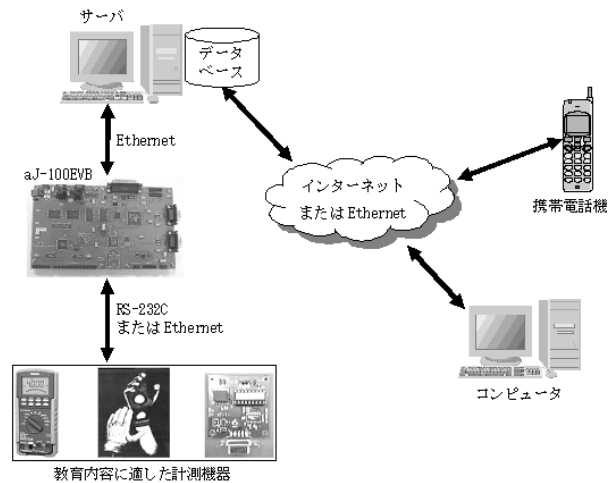 サーバ
データ
ベース
Ethernet
aJ-100EVB
インターネット
またはEthernet
携帯電話機
RS-232C
またはEthernet
コンピュータ
教育内容に適した計測機器